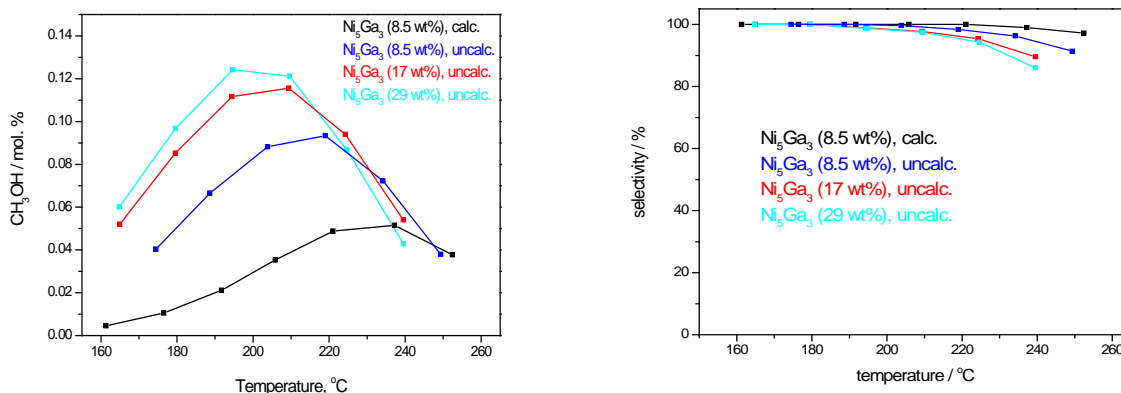 Ni₅Ga₃ (8.5 wt%), calc.
Ni₅Ga₃ (8.5 wt%), uncalc.
Ni₅Ga₃ (17 wt%), uncalc.
Ni₅Ga₃ (29 wt%), uncalc.
0.14
0.12
0.10
0.08
0.06
0.04
0.02
0.00
CH₃OH / mol. %
160 180 200 220 240 260
Temperature, °C
100
80
60
40
20
0
selectivity / %
Ni₅Ga₃ (8.5 wt%), calc.
Ni₅Ga₃ (8.5 wt%), uncalc.
Ni₅Ga₃ (17 wt%), uncalc.
Ni₅Ga₃ (29 wt%), uncalc.
160 180 200 220 240 260
temperature / °C